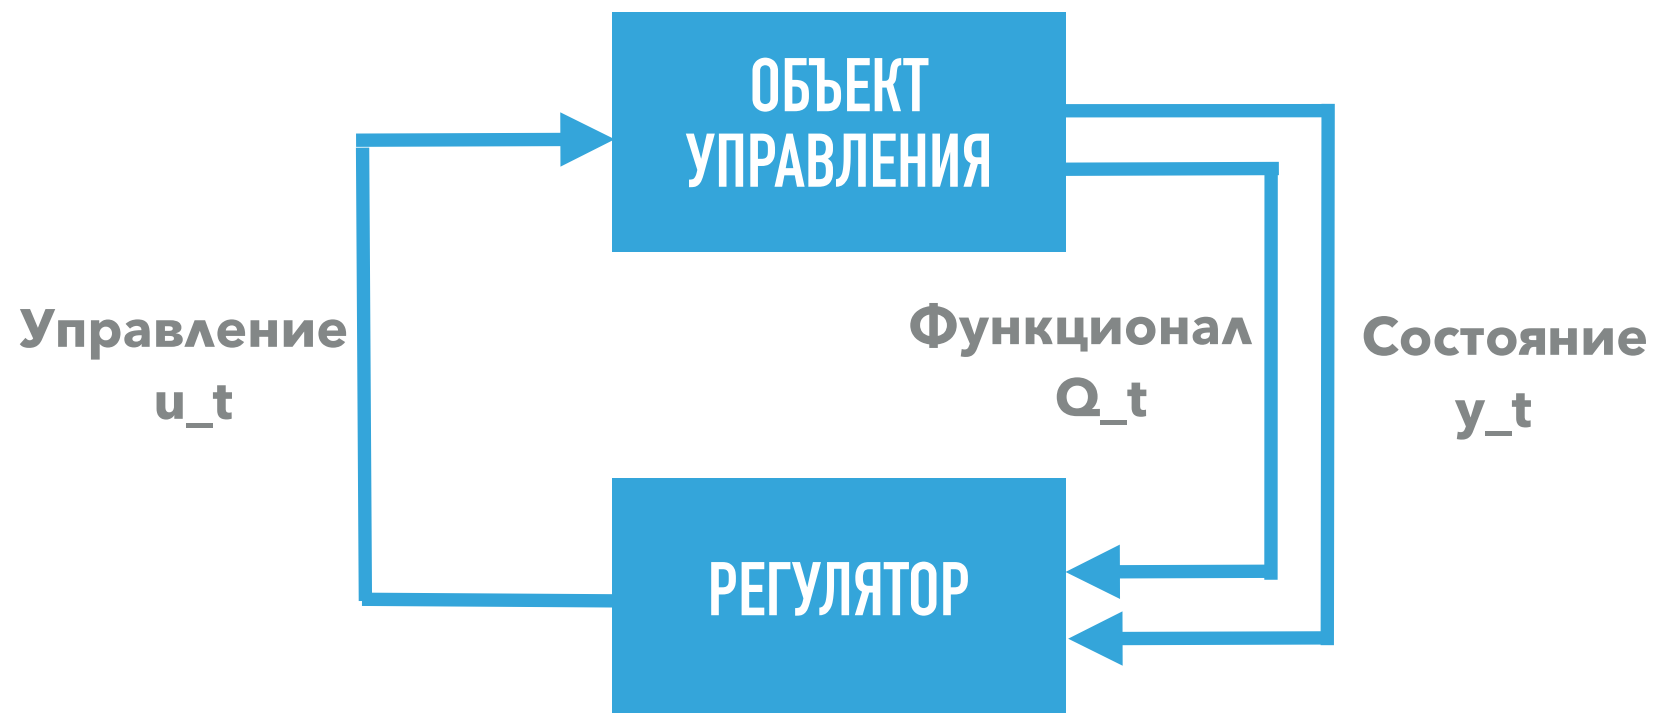 ОБЪЕКТ
УПРАВЛЕНИЯ
Управление
u_t
Функционал
Q_t
Состояние
y_t
РЕГУЛЯТОР